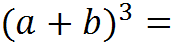 (a + b)³ =